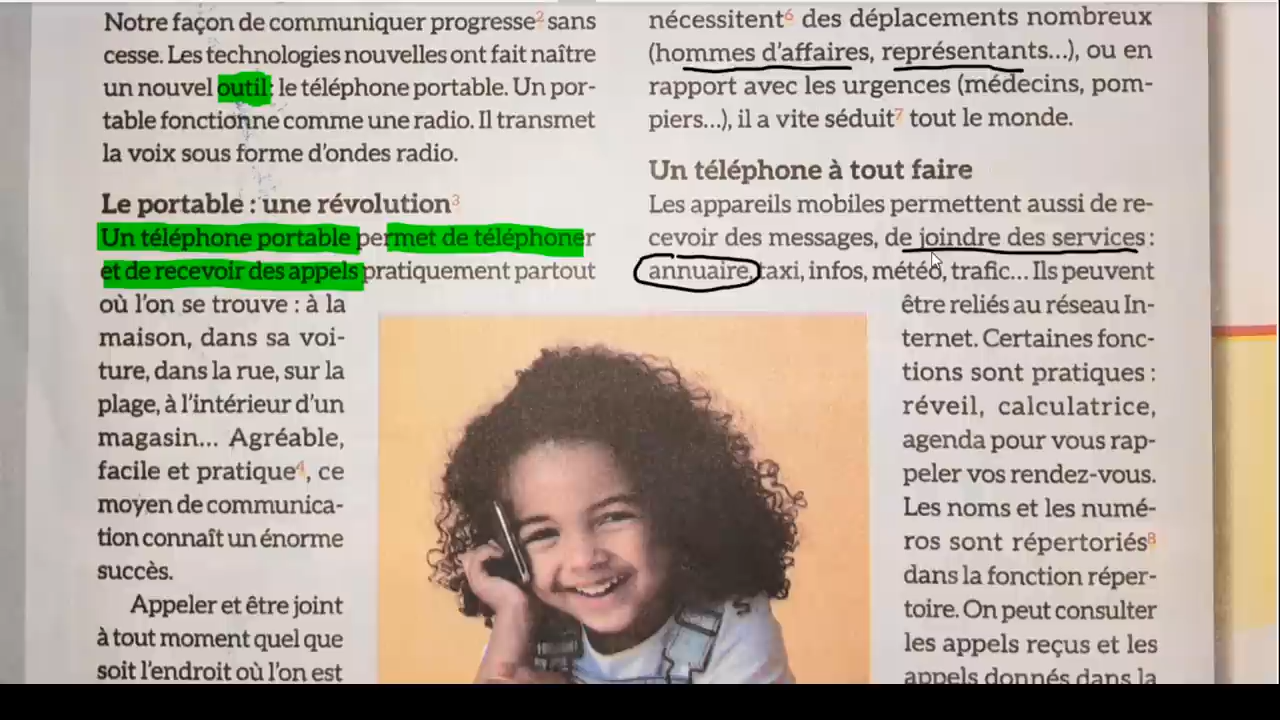 Notre façon de communiquer progresse² sans
cesse. Les technologies nouvelles ont fait naître
un nouvel outil : le téléphone portable. Un por-
table fonctionne comme une radio. Il transmet
la voix sous forme d'ondes radio.
Le portable : une révolution³
Un téléphone portable permet de téléphoner
et de recevoir des appels pratiquement partout
où l'on se trouve : à la
maison, dans sa voi-
ture, dans la rue, sur la
plage, à l'intérieur d'un
magasin... Agréable,
facile et pratique⁴, ce
moyen de communica-
tion connaît un énorme
succès.
Appeler et être joint
à tout moment quel que
soit l'endroit où l'on est
nécessitent⁶ des déplacements nombreux
(hommes d'affaires, représentants...), ou en
rapport avec les urgences (médecins, pom-
piers...), il a vite séduit⁷ tout le monde.
Un téléphone à tout faire
Les appareils mobiles permettent aussi de re-
cevoir des messages, de joindre des services :
annuaire, taxi, infos, météo, trafic... Ils peuvent
être reliés au réseau In-
ternet. Certaines fonc-
tions sont pratiques :
réveil, calculatrice,
agenda pour vous rap-
peler vos rendez-vous.
Les noms et les numé-
ros sont répertoriés⁸
dans la fonction réper-
toire. On peut consulter
les appels reçus et les
appels donnés dans la